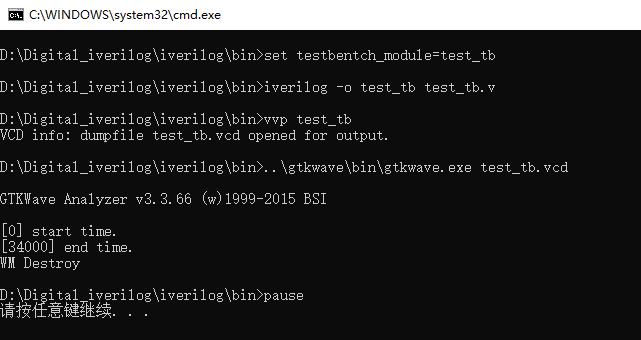 C:\WINDOWS\system32\cmd.exe
D:\Digital_iverilog\iverilog\bin>set testbentch_module=test_tb
D:\Digital_iverilog\iverilog\bin>iverilog -o test_tb test_tb.v
D:\Digital_iverilog\iverilog\bin>vvp test_tb
VCD info: dumpfile test_tb.vcd opened for output.
D:\Digital_iverilog\iverilog\bin>..\gtkwave\bin\gtkwave.exe test_tb.vcd
GTKWave Analyzer v3.3.66 (w)1999-2015 BSI
[0] start time.
[34000] end time.
WM Destroy
D:\Digital_iverilog\iverilog\bin>pause
请按任意键继续. . .